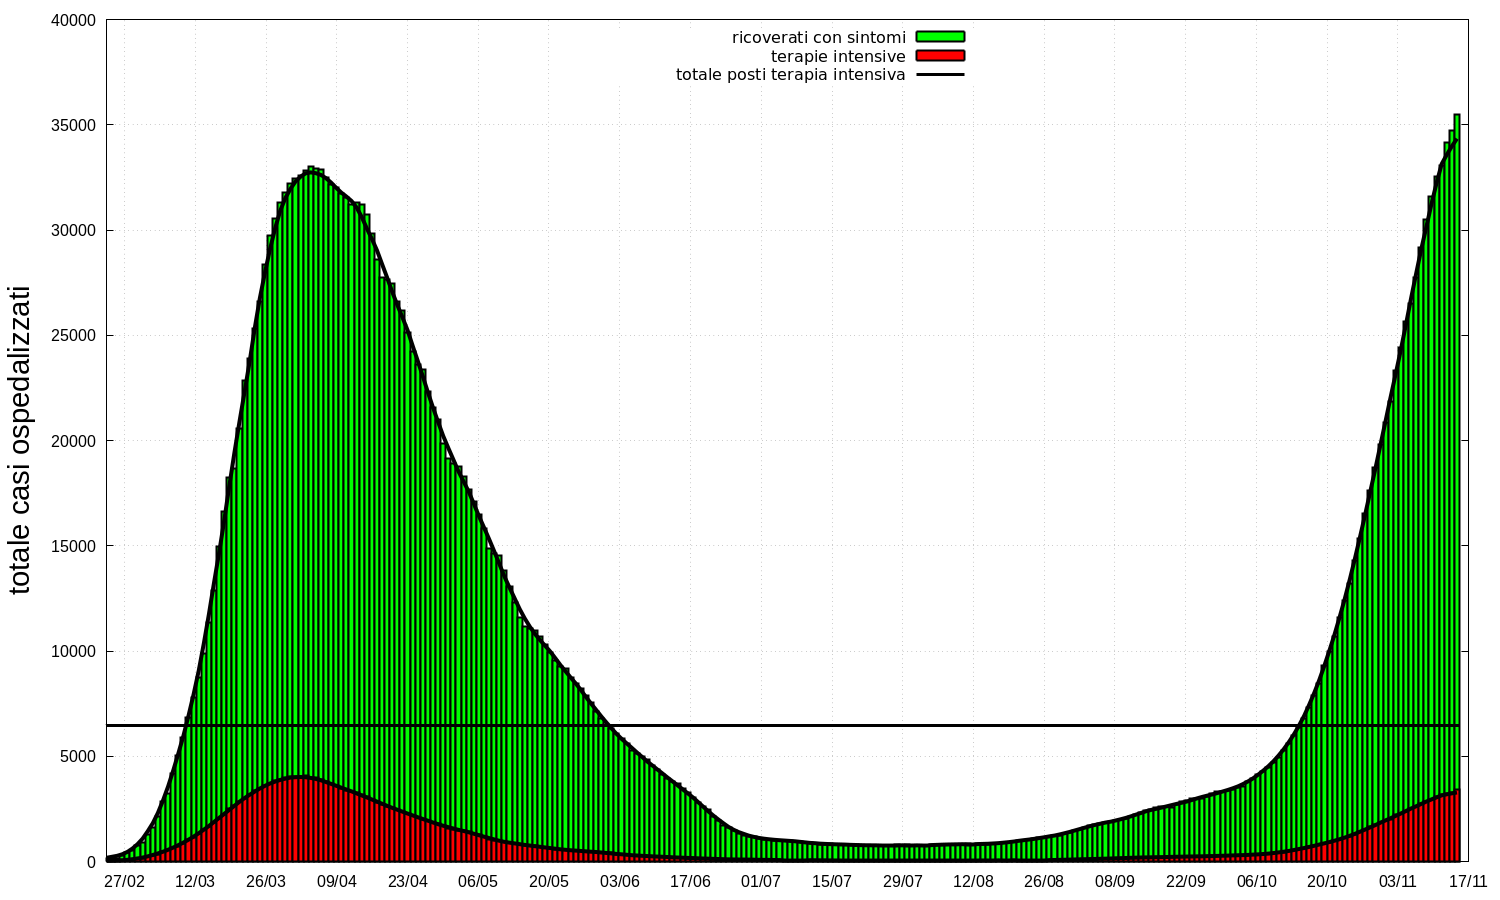 40000
35000
30000
25000
20000
15000
10000
5000
0
totale casi ospedalizzati
ricoverati con sintomi
terapie intensive
totale posti terapia intensiva
27/02 12/03 26/03 09/04 23/04 06/05 20/05 03/06 17/06 01/07 15/07 29/07 12/08 26/08 08/09 22/09 06/10 20/10 03/11 17/11